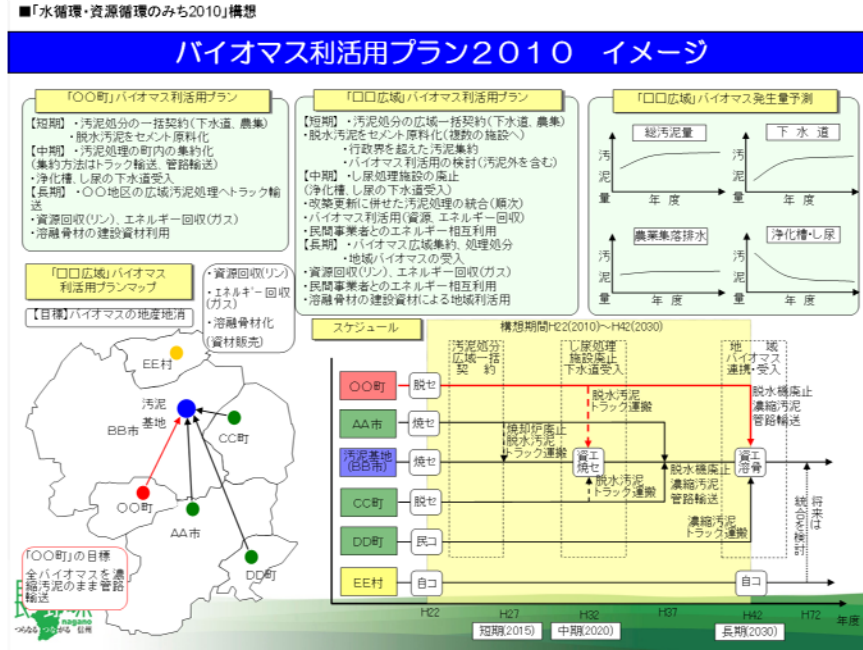 ■「水循環・資源循環のみち2010」構想
バイオマス利活用プラン2010 イメージ
「〇〇町」バイオマス利活用プラン
【短期】・汚泥処分の一括契約(下水道、農集)
・脱水汚泥をセメント原料化
【中期】・汚泥処理の町内の集約化
(集約方法はトラック輸送、管路輸送)
・浄化槽、し尿の下水道受入
【長期】・〇〇地区の広域汚泥処理へトラック輸
送
・資源回収(リン)、エネルギー回収(ガス)
・溶融骨材の建設資材利用
「□□広域」バイオマス利活用プラン
【短期】・汚泥処分の広域一括契約(下水道、農集)
・脱水汚泥をセメント原料化(複数の施設へ)
・行政界を超えた汚泥集約
・バイオマス利活用の検討(汚泥外を含む)
【中期】・し尿処理施設の廃止
(浄化槽、し尿の下水道受入)
・改築更新に併せた汚泥処理の統合(順次)
・バイオマス利活用(資源、エネルギー回収)
・民間事業者とのエネルギー相互利用
【長期】・バイオマス広域集約、処理処分
・地域バイオマスの受入
・資源回収(リン)、エネルギー回収(ガス)
・民間事業者とのエネルギー相互利用
・溶融骨材の建設資材による地域利活用
「□□広域」バイオマス発生量予測
総汚泥量
汚泥量
年 度
下 水 道
汚泥量
年 度
農業集落排水
汚泥量
年 度
浄化槽・し尿
汚泥量
年 度
「□□広域」バイオマス
利活用プランマップ
【目標】バイオマスの地産地消
・資源回収(リン)
・エネルギー回収
(ガス)
・溶融骨材化
(資材販売)
EE村
汚泥
基地
BB市
CC町
〇〇町
AA市
DD町
「〇〇町」の目標
全バイオマスを濃
縮汚泥のまま管路
輸送
nagano
つらなる つながる 信州
スケジュール
構想期間H22(2010)~H42(2030)
汚泥処分
広域一括
契 約
し尿処理
施設廃止
下水道受入
地 域
バイオマス
連携・受入
〇〇町
脱セ
脱水汚泥
トラック運搬
脱水機廃止
濃縮汚泥
管路輸送
AA市
焼セ
焼却炉廃止
脱水汚泥
トラック運搬
汚泥基地
(BB市)
焼セ
資工
焼セ
資工
溶骨
脱水機廃止
濃縮汚泥
管路輸送
CC町
脱セ
脱水汚泥
トラック運搬
DD町
民コ
濃縮汚泥
トラック運搬
将来は
統合を検討
EE村
自コ
自コ
H22
H27
H32
H37
H42
H72
年度
短期(2015)
中期(2020)
長期(2030)